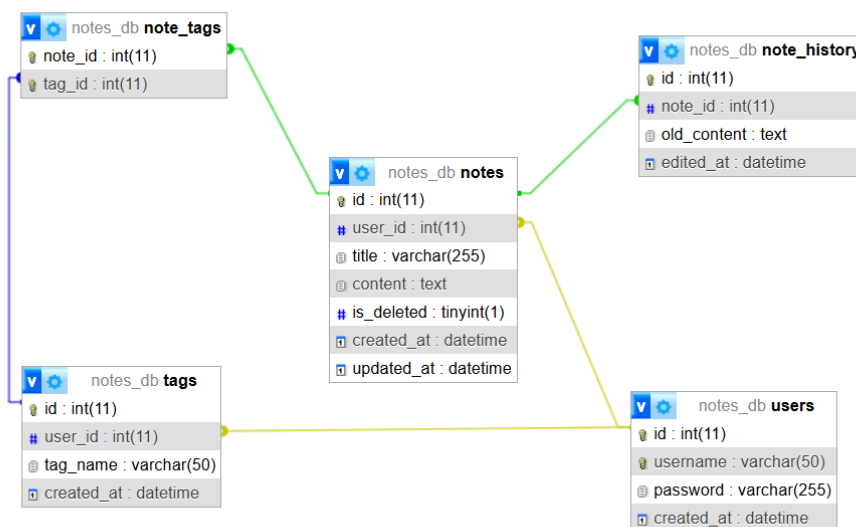 notes_db note_tags
note_id : int(11)
tag_id : int(11)
notes_db note_history
id : int(11)
note_id : int(11)
old_content : text
edited_at : datetime
notes_db notes
id : int(11)
user_id : int(11)
title : varchar(255)
content : text
is_deleted : tinyint(1)
created_at : datetime
updated_at : datetime
notes_db tags
id : int(11)
user_id : int(11)
tag_name : varchar(50)
created_at : datetime
notes_db users
id : int(11)
username : varchar(50)
password : varchar(255)
created_at : datetime